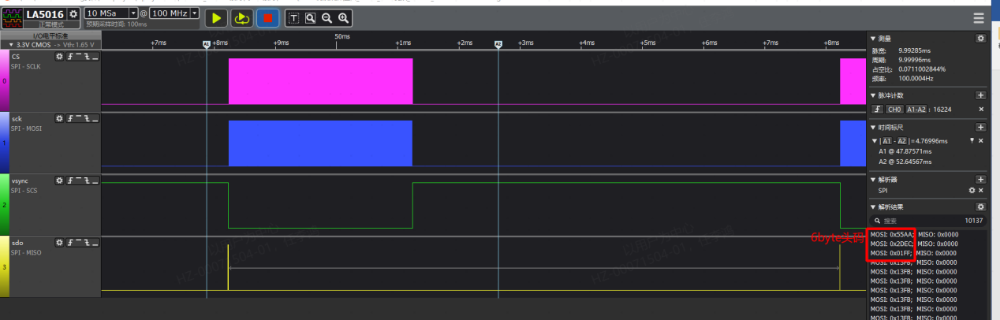 LA5016
正常模式
10 MSa @ 100 MHz
预期采样时间: 100ms
I/O电平标准
3.3V CMOS -> Vth: 1.65 V
50ms
+7ms +8ms +9ms +1ms +2ms +3ms +4ms +5ms +6ms +7ms +8ms
A1
A2
0
CS
SPI - SCLK
1
sck
SPI - MOSI
2
vsync
SPI - SCS
3
sdo
SPI - MISO
测量
脉宽: 9.99285ms
周期: 9.99996ms
占空比: 0.0711002844%
频率: 100.0004Hz
脉冲计数
CH0 A1-A2 : 16224
时间标尺
| A1 - A2 |=4.76996ms
A1 @ 47.87571ms
A2 @ 52.64567ms
解析器
SPI
解析结果
搜索 10137
6byte头码
MOSI: 0x55AA; MISO: 0x0000
MOSI: 0x2DEC; MISO: 0x0000
MOSI: 0x01FF; MISO: 0x0000
MOSI: 0x13FB; MISO: 0x0000
MOSI: 0x13FB; MISO: 0x0000
MOSI: 0x13FB; MISO: 0x0000
MOSI: 0x13FB; MISO: 0x0000
MOSI: 0x13FB; MISO: 0x0000
MOSI: 0x13FB; MISO: 0x0000
MOSI: 0x13FB; MISO: 0x0000